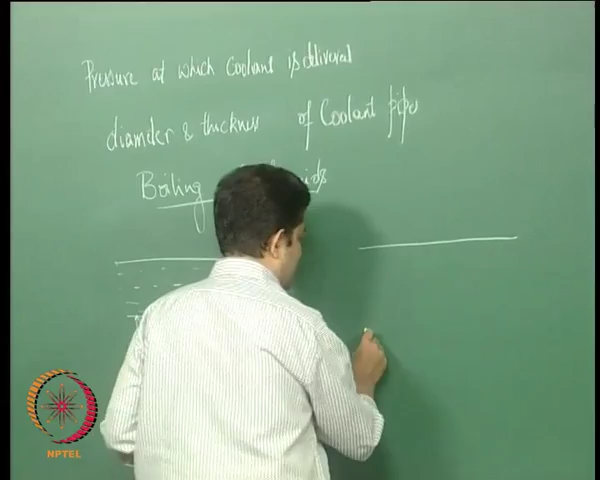 Pressure at which Coolant is delivered
diameter & thickness of Coolant pipe
Boiling
NPTEL